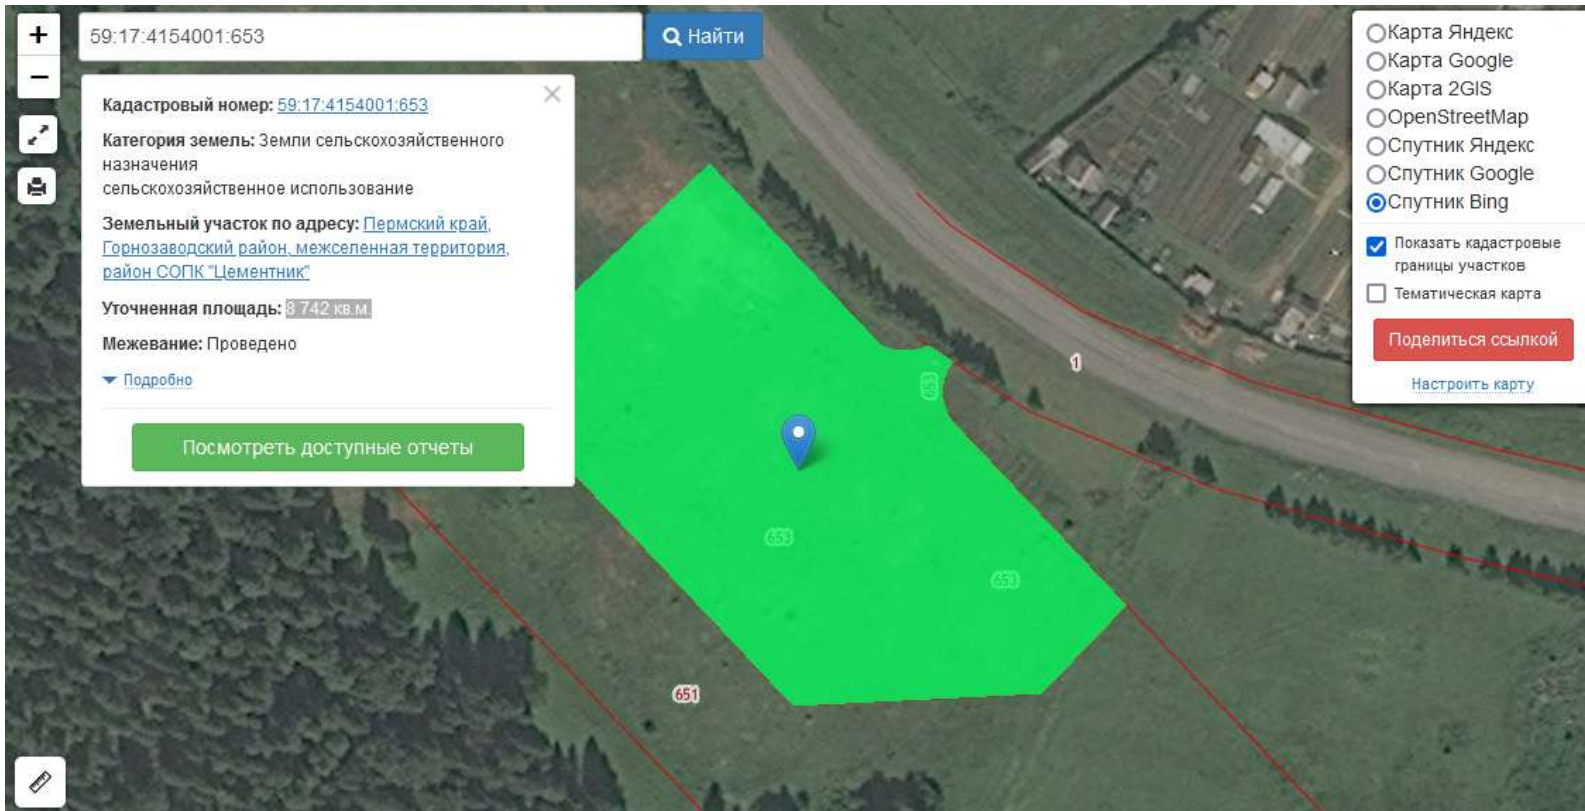 +
59:17:4154001:653
Найти
−
Кадастровый номер: 59:17:4154001:653
Категория земель: Земли сельскохозяйственного
назначения
сельскохозяйственное использование
Земельный участок по адресу: Пермский край,
Горнозаводский район, межселенная территория,
район СОПК "Цементник"
Уточненная площадь: 8 742 кв.м.
Межевание: Проведено
Подробно
Посмотреть доступные отчеты
Карта Яндекс
Карта Google
Карта 2GIS
OpenStreetMap
Спутник Яндекс
Спутник Google
Спутник Bing
Показать кадастровые
границы участков
Тематическая карта
Поделиться ссылкой
Настроить карту
1
653
653
653
651